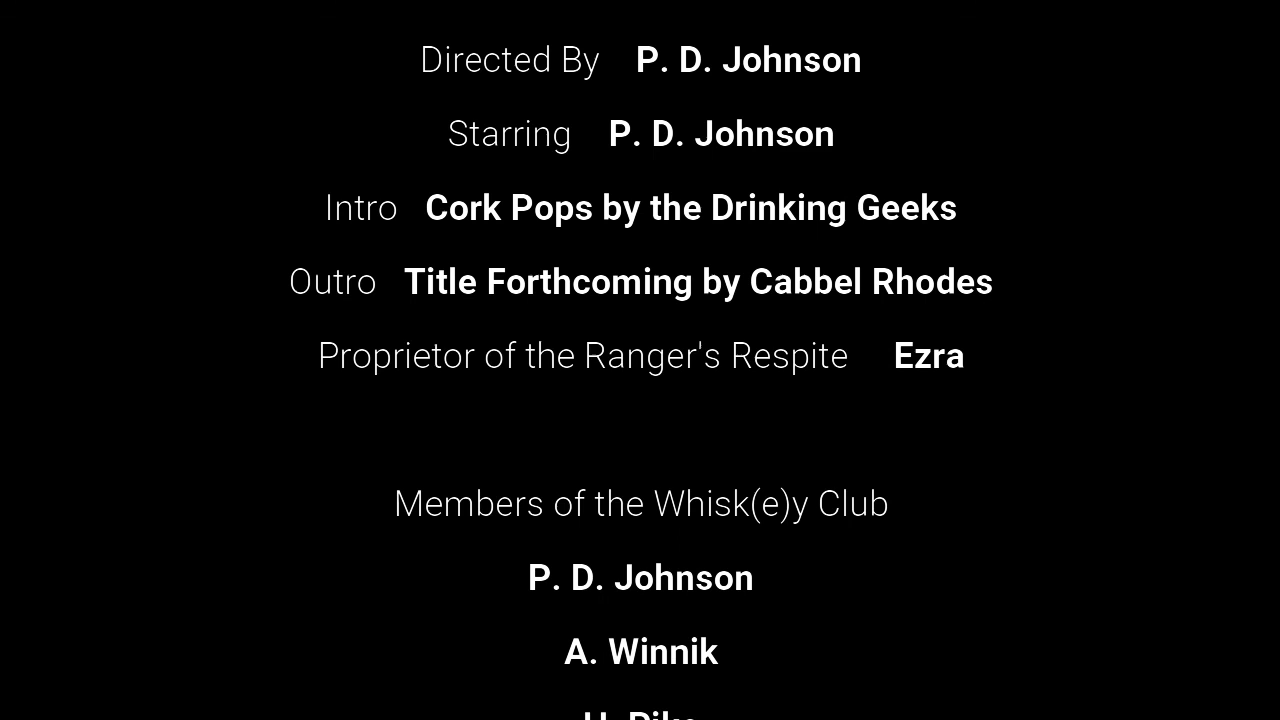 Directed By P. D. Johnson
Starring P. D. Johnson
Intro Cork Pops by the Drinking Geeks
Outro Title Forthcoming by Cabbel Rhodes
Proprietor of the Ranger's Respite Ezra
Members of the Whisk(e)y Club
P. D. Johnson
A. Winnik